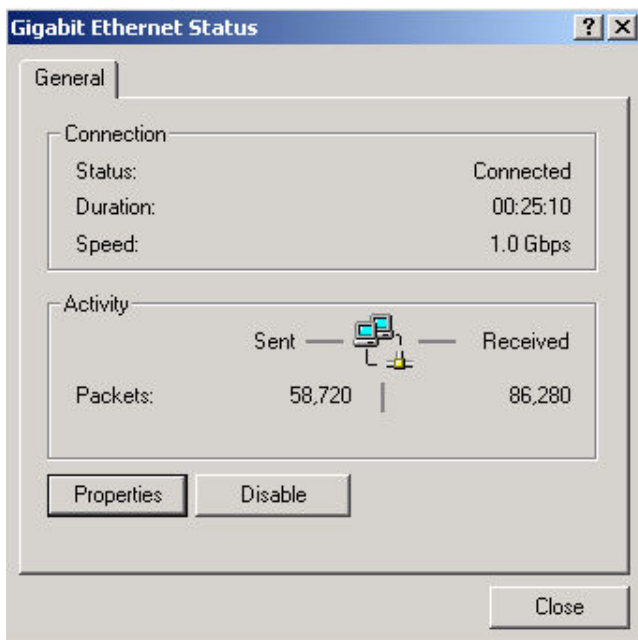 Gigabit Ethernet Status
General
Connection
Status: Connected
Duration: 00:25:10
Speed: 1.0 Gbps
Activity
Sent Received
Packets: 58,720 86,280
Properties Disable
Close